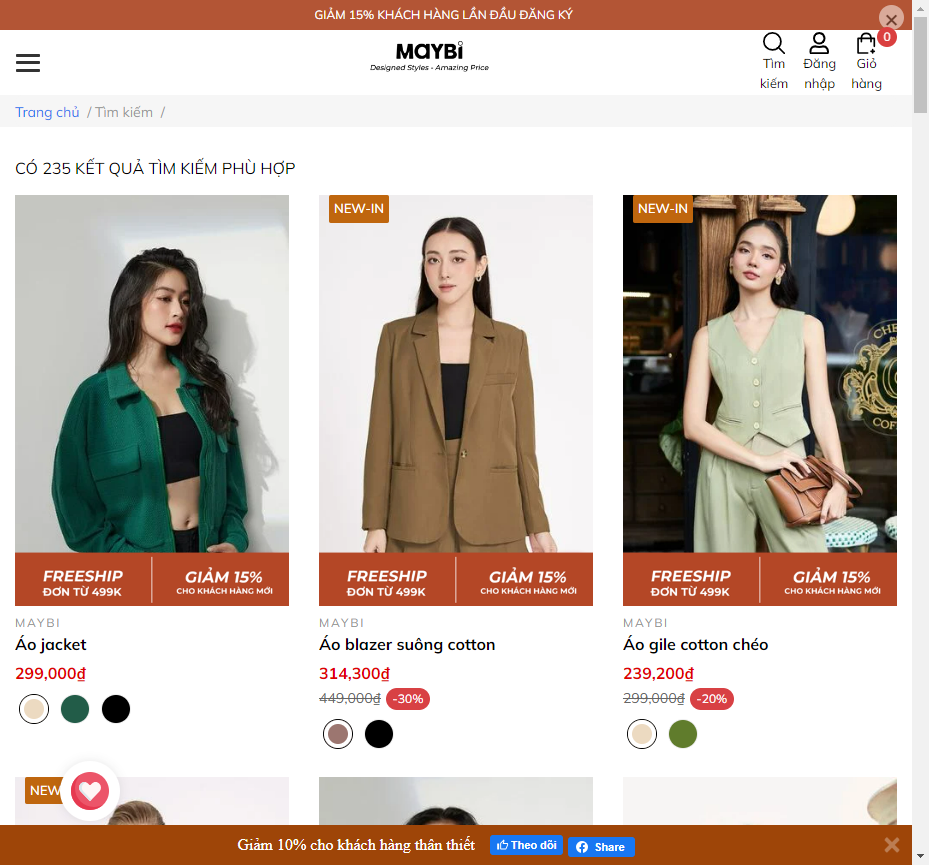 GIẢM 15% KHÁCH HÀNG LẦN ĐẦU ĐĂNG KÝ
MAYBI
Designed Styles - Amazing Price
Tìm kiếm
Đăng nhập
0
Giỏ hàng
Trang chủ / Tìm kiếm /
CÓ 235 KẾT QUẢ TÌM KIẾM PHÙ HỢP
FREESHIP
ĐƠN TỪ 499K
GIẢM 15%
CHO KHÁCH HÀNG MỚI
MAYBI
Áo jacket
299,000₫
NEW-IN
FREESHIP
ĐƠN TỪ 499K
GIẢM 15%
CHO KHÁCH HÀNG MỚI
MAYBI
Áo blazer suông cotton
314,300₫
449,000₫ -30%
NEW-IN
CHE
COF
FREESHIP
ĐƠN TỪ 499K
GIẢM 15%
CHO KHÁCH HÀNG MỚI
MAYBI
Áo gile cotton chéo
239,200₫
299,000₫ -20%
NEW
Giảm 10% cho khách hàng thân thiết
Theo dõi
Share